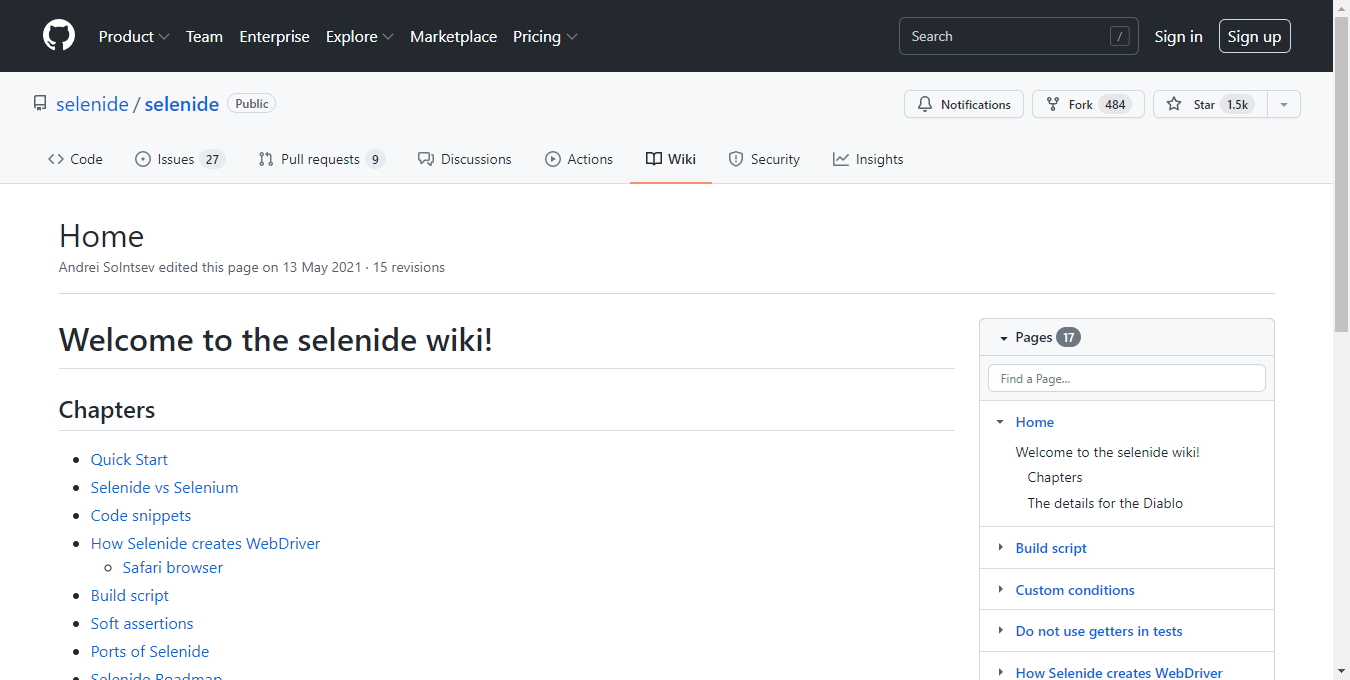 Product Team Enterprise Explore Marketplace Pricing Search / Sign in Sign up
selenide / selenide Public Notifications Fork 484 Star 1.5k
Code Issues 27 Pull requests 9 Discussions Actions Wiki Security Insights
Home
Andrei Solntsev edited this page on 13 May 2021 · 15 revisions
Welcome to the selenide wiki!
Chapters
Quick Start
Selenide vs Selenium
Code snippets
How Selenide creates WebDriver
Safari browser
Build script
Soft assertions
Ports of Selenide
Selenide Roadmap
Pages 17
Find a Page...
Home
Welcome to the selenide wiki!
Chapters
The details for the Diablo
Build script
Custom conditions
Do not use getters in tests
How Selenide creates WebDriver